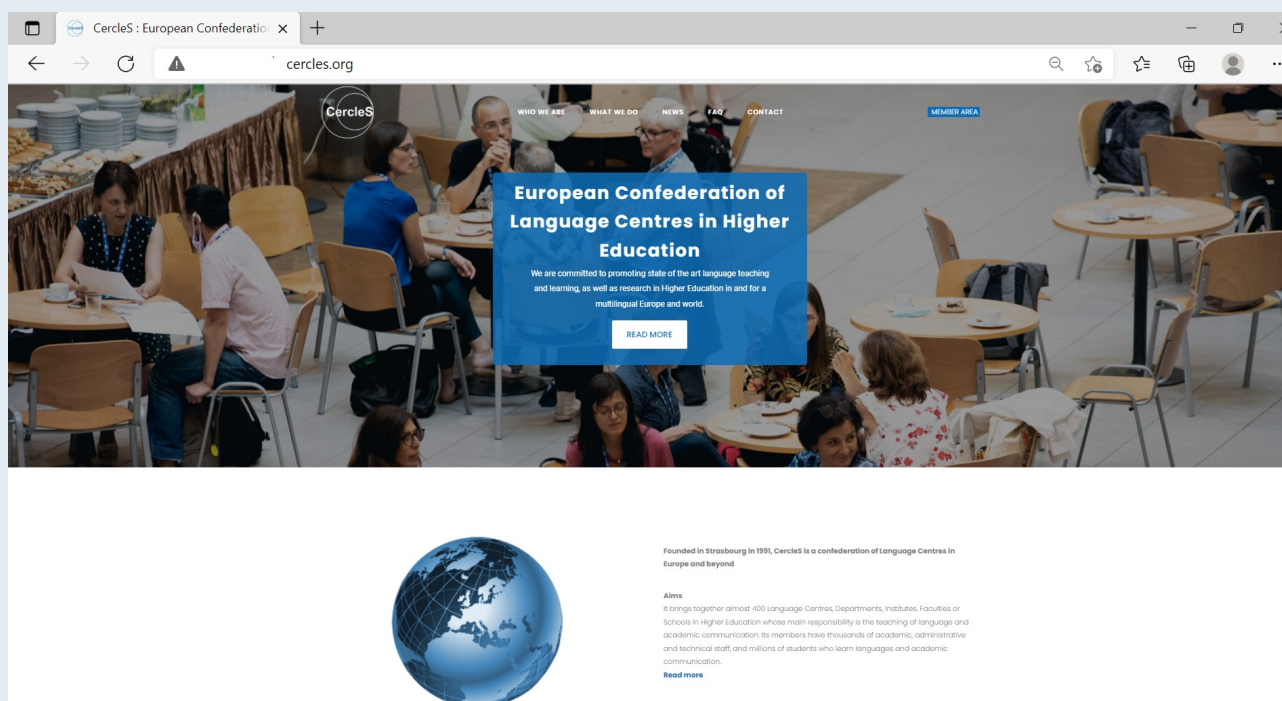 CercleS : European Confederatio
cercles.org
CercleS
WHO WE ARE WHAT WE DO NEWS FAQ CONTACT MEMBER AREA
European Confederation of
Language Centres in Higher
Education
We are committed to promoting state of the art language teaching
and learning, as well as research in Higher Education in and for a
multilingual Europe and world.
READ MORE
Founded in Strasbourg in 1991, CercleS is a confederation of Language Centres in
Europe and beyond
Aims
It brings together almost 400 Language Centres, Departments, Institutes, Faculties or
Schools in Higher Education whose main responsibility is the teaching of language and
academic communication. Its members have thousands of academic, administrative
and technical staff, and millions of students who learn languages and academic
communication.
Read more